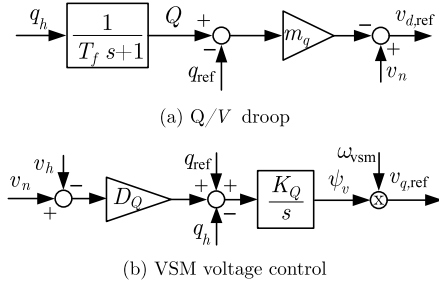 q_h
1
T_f s+1
Q
+
−
q_ref
m_q
−
+
v_d,ref
v_n
(a) Q/V droop
v_n
v_h
−
+
D_Q
q_ref
+
+
−
q_h
K_Q
s
ψ_v
ω_vsm
x
v_q,ref
(b) VSM voltage control